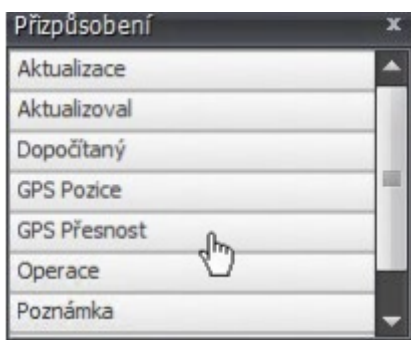 Přizpůsobení
Aktualizace
Aktualizoval
Dopočítaný
GPS Pozice
GPS Přesnost
Operace
Poznámka